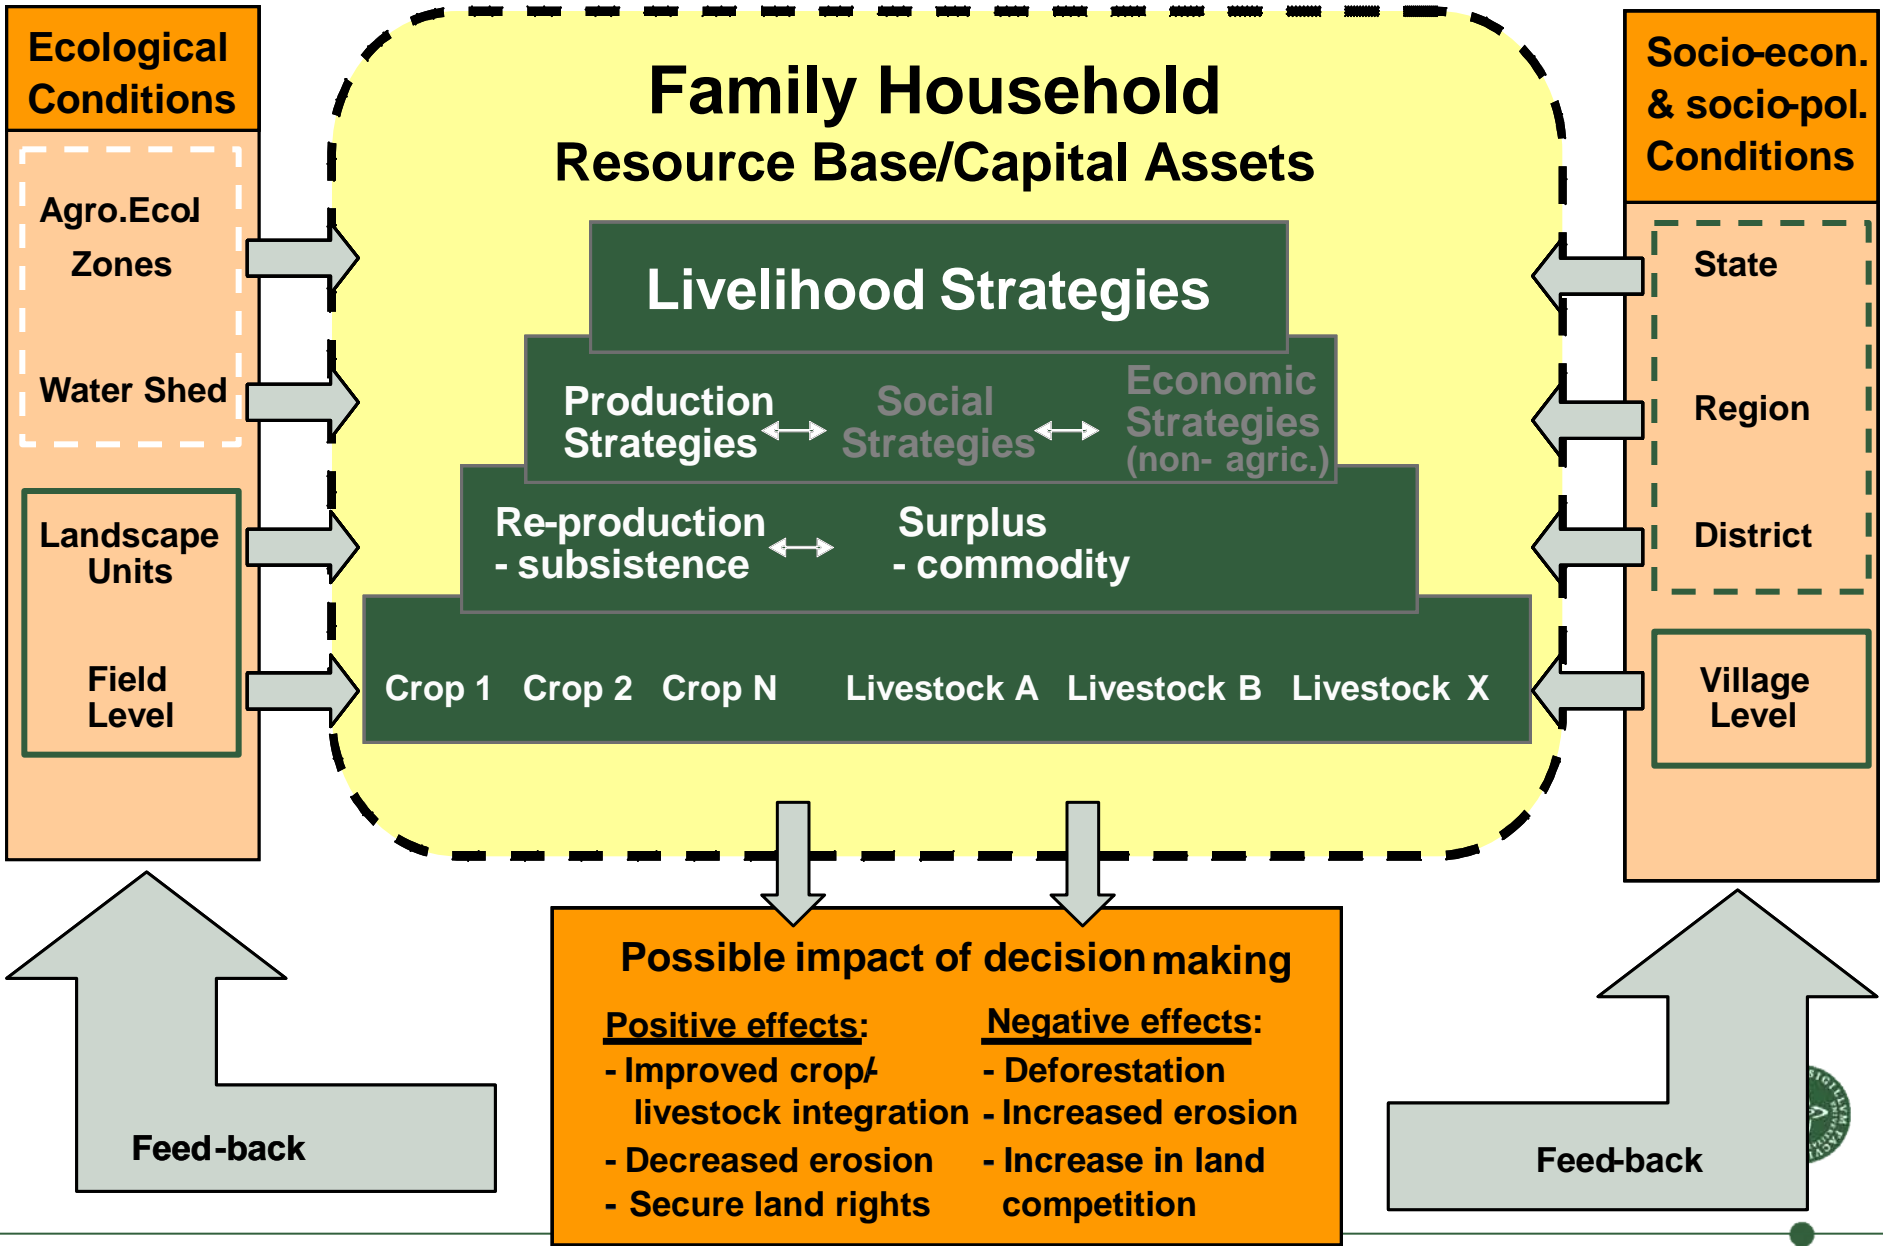 Ecological
Conditions
Agro.Ecol
Zones
Water Shed
Landscape
Units
Field
Level
Family Household
Resource Base/Capital Assets
Livelihood Strategies
Production
Strategies
Social
Strategies
Economic
Strategies
(non- agric.)
Re-production
- subsistence
Surplus
- commodity
Crop 1 Crop 2 Crop N Livestock A Livestock B Livestock X
Socio-econ.
& socio-pol.
Conditions
State
Region
District
Village
Level
Feed-back
Possible impact of decision making
Positive effects:
- Improved crop/-
livestock integration
- Decreased erosion
- Secure land rights
Negative effects:
- Deforestation
- Increased erosion
- Increase in land
competition
Feed-back